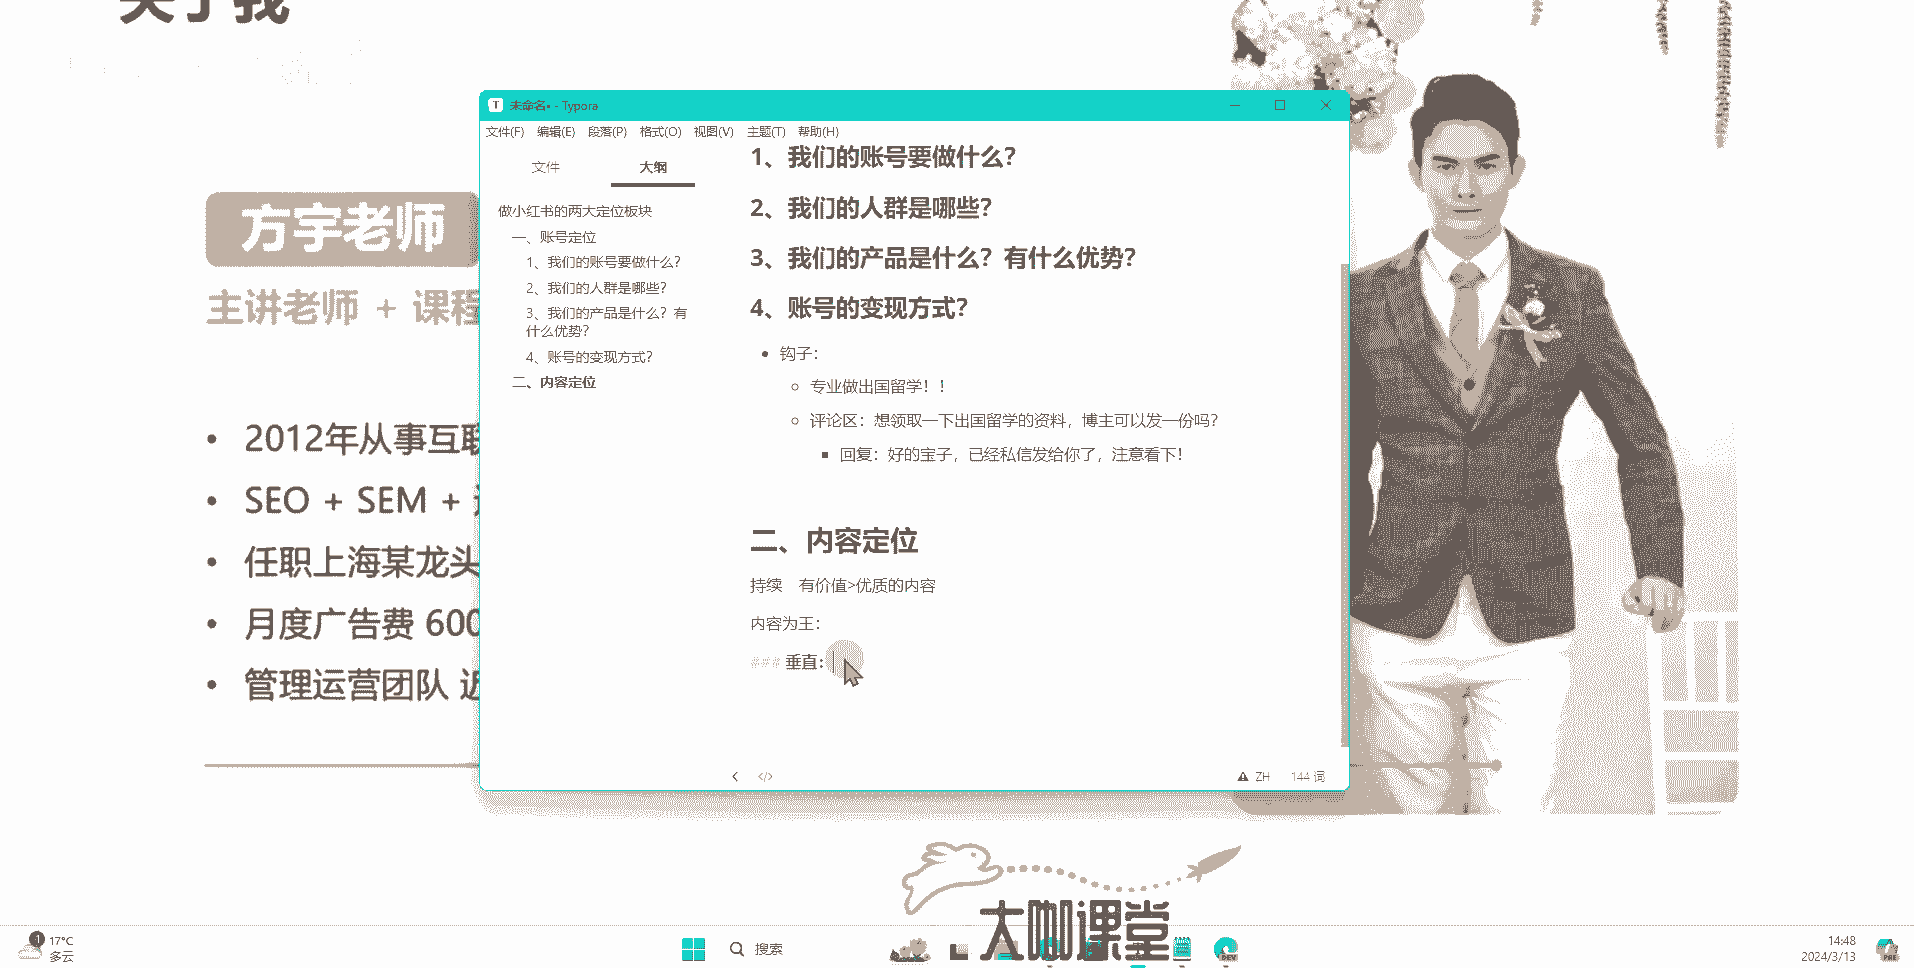 关于我
方宇老师
主讲老师 + 课程
• 2012年从事互联
• SEO + SEM +
• 任职上海某龙头
• 月度广告费 600
• 管理运营团队 近
T 未命名• - Typora
文件(F) 编辑(E) 段落(P) 格式(O) 视图(V) 主题(T) 帮助(H)
文件 大纲
做小红书的两大定位板块
一、账号定位
1、我们的账号要做什么？
2、我们的人群是哪些？
3、我们的产品是什么？有
什么优势？
4、账号的变现方式？
二、内容定位
1、我们的账号要做什么？
2、我们的人群是哪些？
3、我们的产品是什么？有什么优势？
4、账号的变现方式？
• 钩子：
○ 专业做出国留学！！
○ 评论区：想领取一下出国留学的资料，博主可以发一份吗？
▪ 回复：好的宝子，已经私信发给你了，注意看下！
二、内容定位
持续 有价值>优质的内容
内容为王：
### 垂直：
ZH 144 词
大咖课堂
1 17°C
多云
搜索
DEV
14:48
2024/3/13
PRE